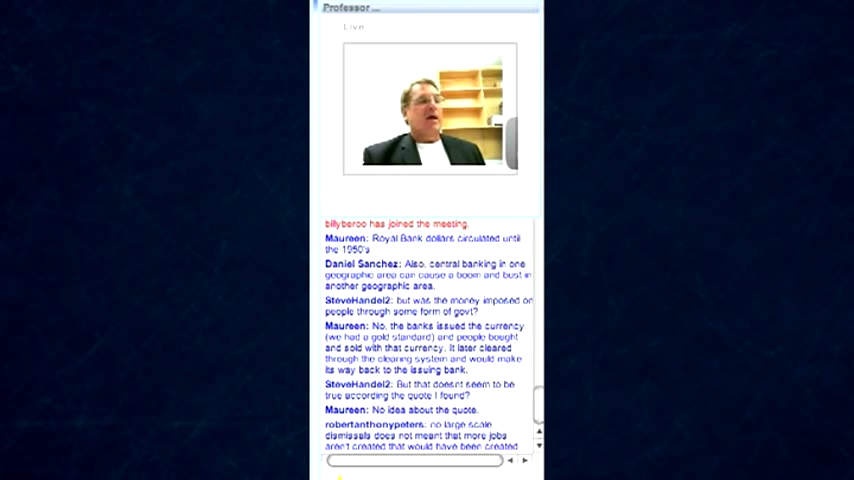 Professor ...
Live
billyberoo has joined the meeting.
Maureen: Royal Bank dollars circulated until
the 1950's
Daniel Sanchez: Also, central banking in one
geographic area can cause a boom and bust in
another geographic area.
SteveHandel2: but was the money imposed on
people through some form of govt?
Maureen: No, the banks issued the currency
(we had a gold standard) and people bought
and sold with that currency. It later cleared
through the clearing system and would make
its way back to the issuing bank.
SteveHandel2: But that doesnt seem to be
true according the quote I found?
Maureen: No idea about the quote.
robertanthonypeters: no large scale
dismissals does not meant that more jobs
aren't created that would have been created